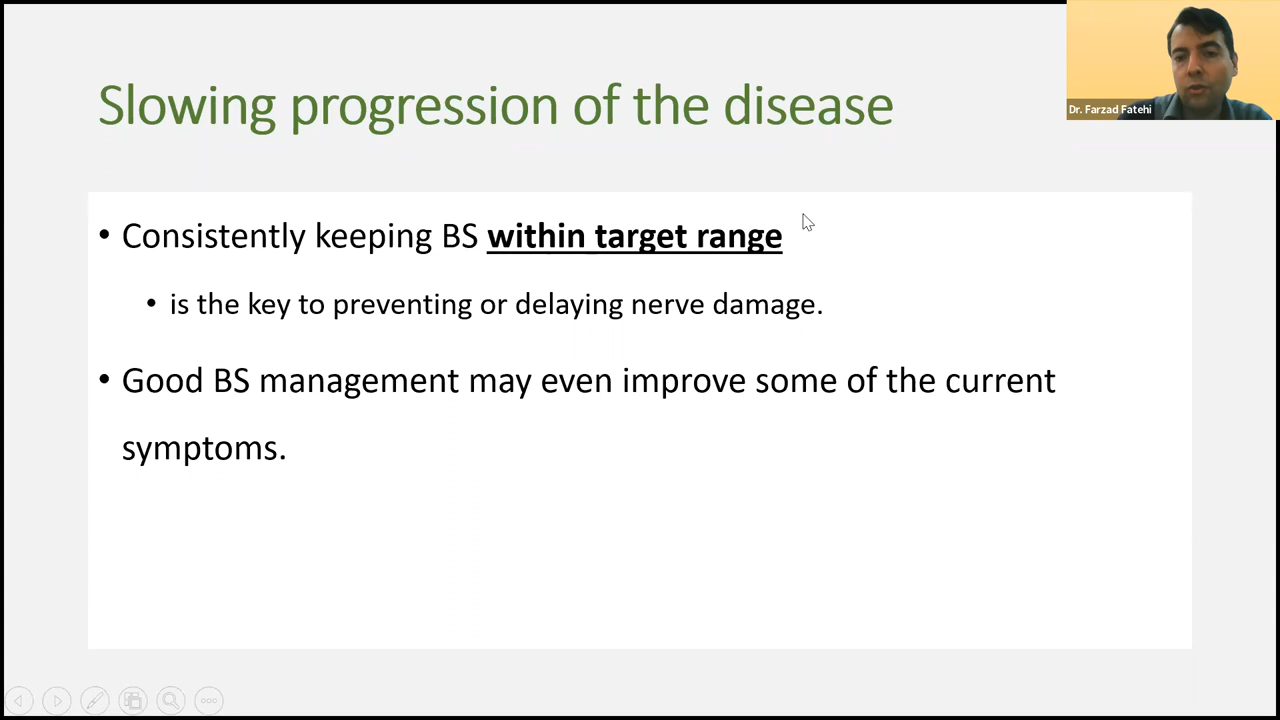 Slowing progression of the disease
Dr. Farzad Fatehi
• Consistently keeping BS within target range
• is the key to preventing or delaying nerve damage.
• Good BS management may even improve some of the current
symptoms.